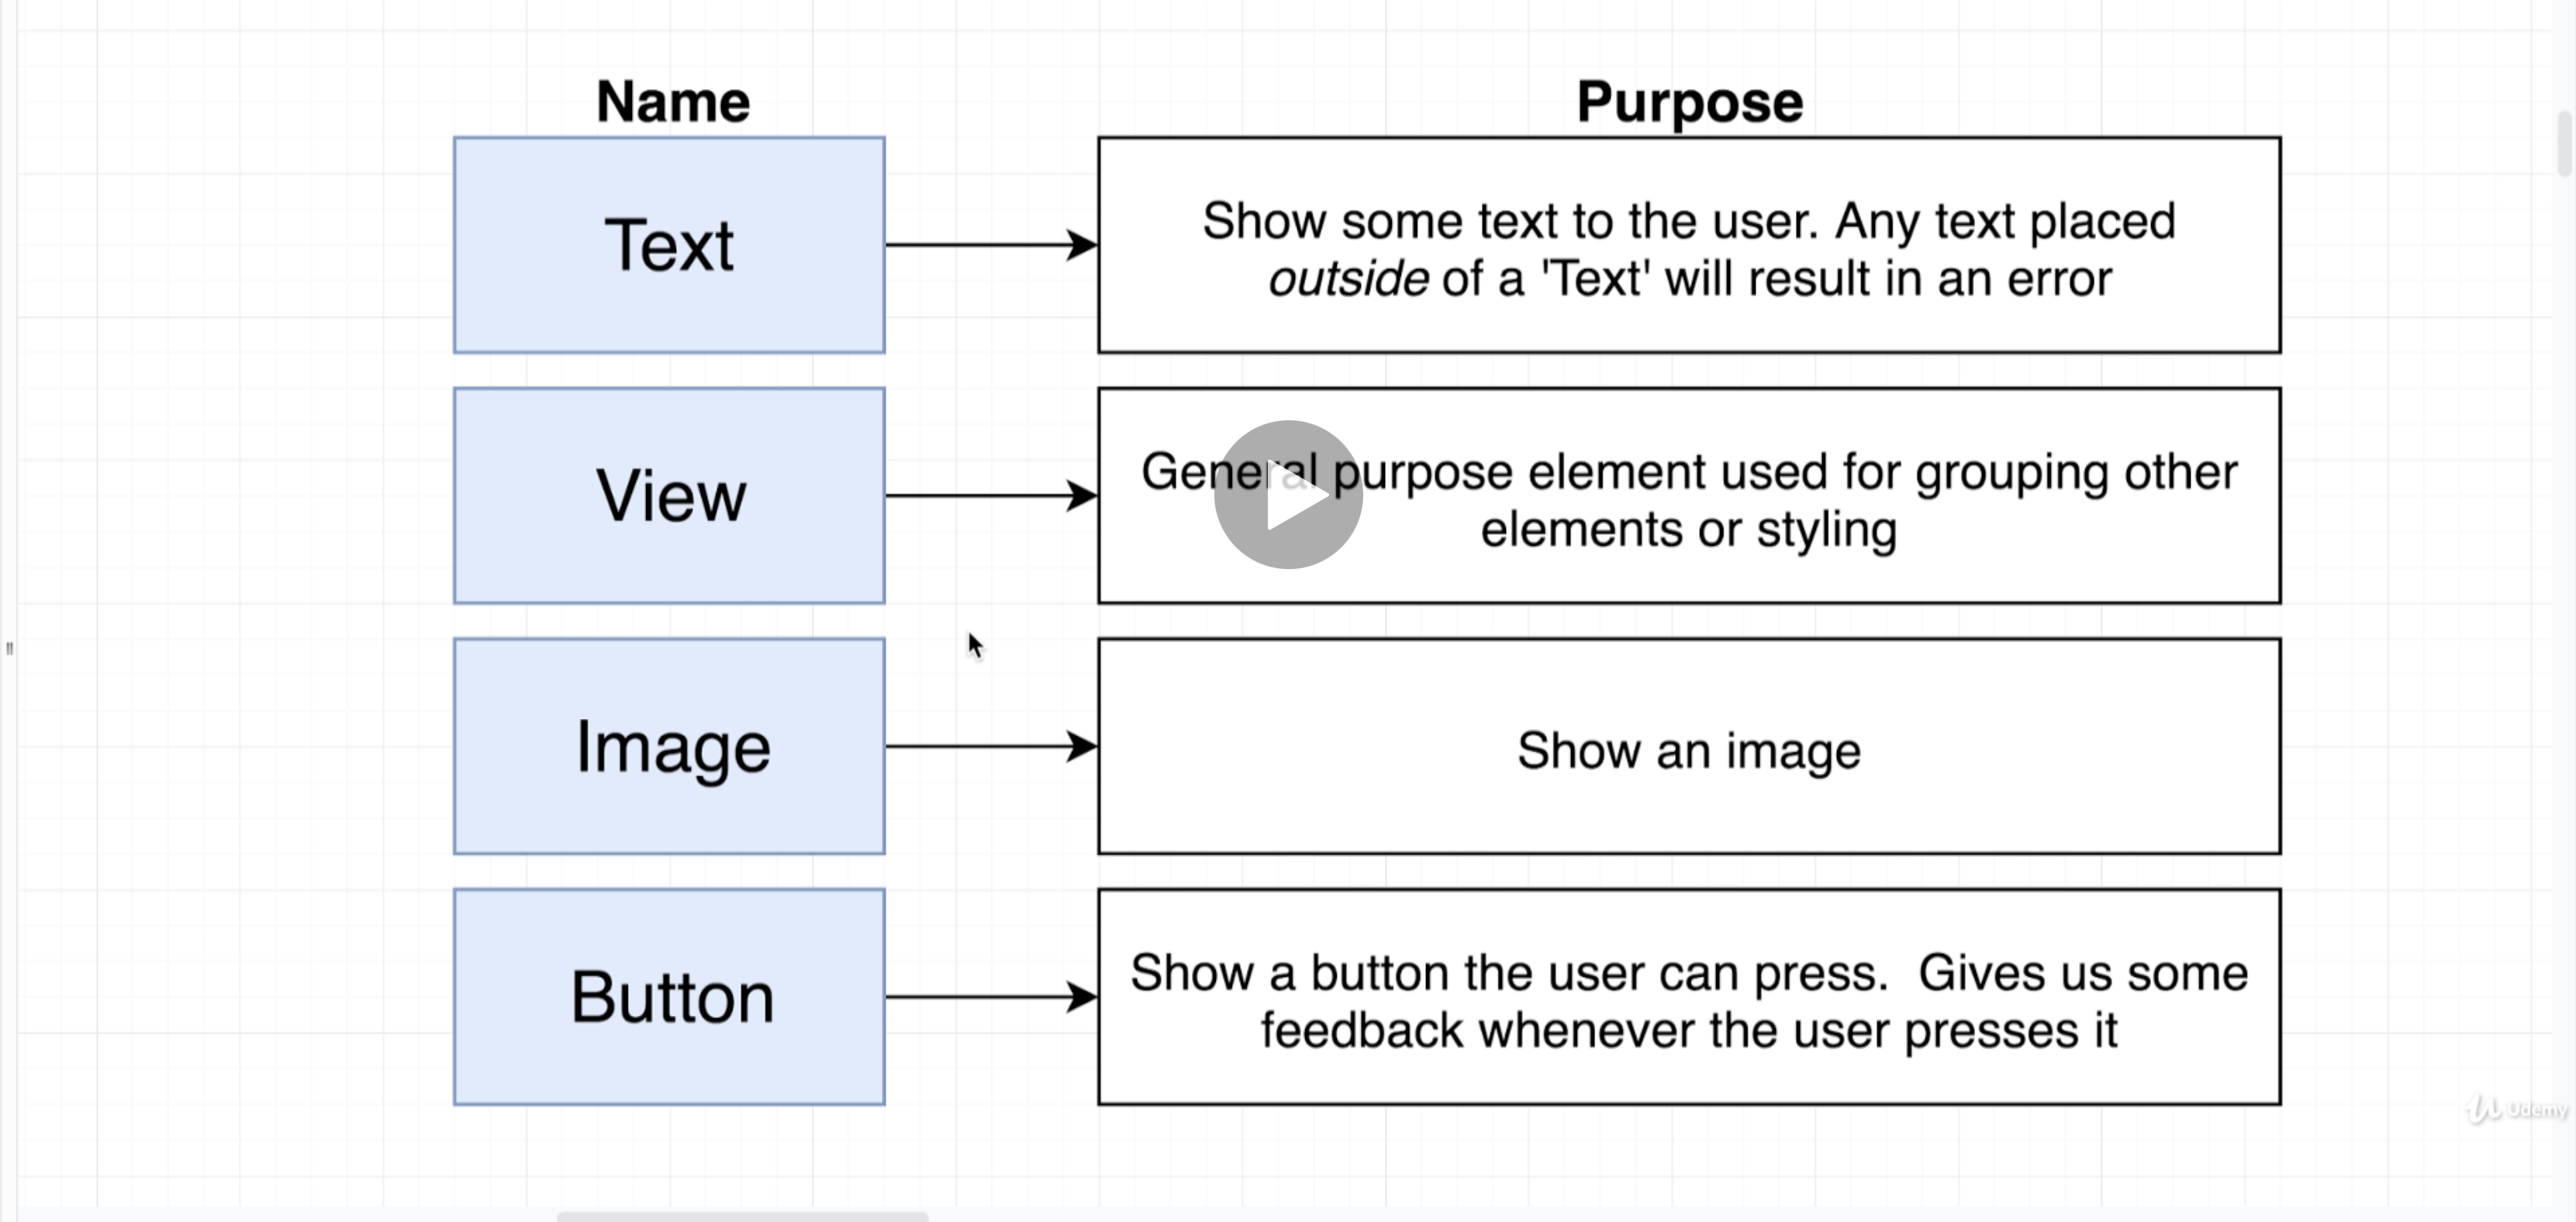 Name
Purpose
Text
Show some text to the user. Any text placed
outside of a 'Text' will result in an error
View
General purpose element used for grouping other
elements or styling
Image
Show an image
Button
Show a button the user can press.  Gives us some
feedback whenever the user presses it
Udemy